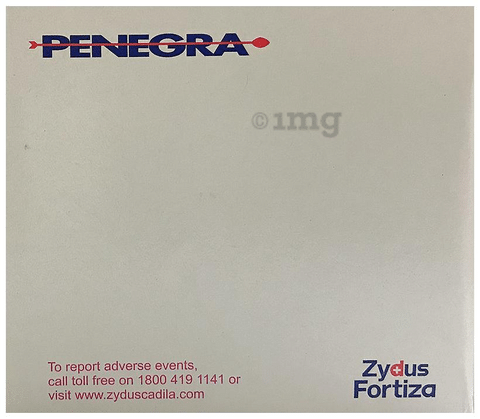 PENEGRA
©1mg
To report adverse events,
call toll free on 1800 419 1141 or
visit www.zyduscadila.com
Zydus
Fortiza